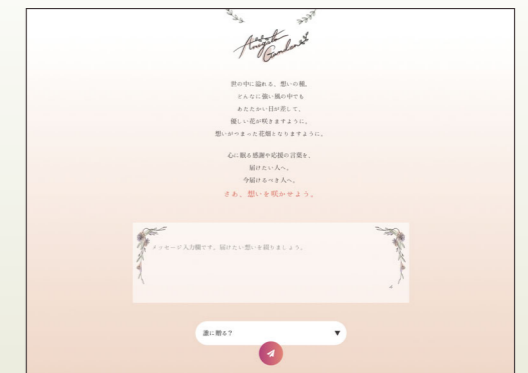 世の中に溢れる、想いの種。
どんなに強い風の中でも
あたたかい日が差して、
優しい花が咲きますように。
想いがつまった花畑となりますように。
心に眠る感謝や応援の言葉を、
届けたい人へ。
今届けるべき人へ。
さあ、想いを咲かせよう。
メッセージ入力欄です。届けたい想いを綴りましょう。
誰に贈る？